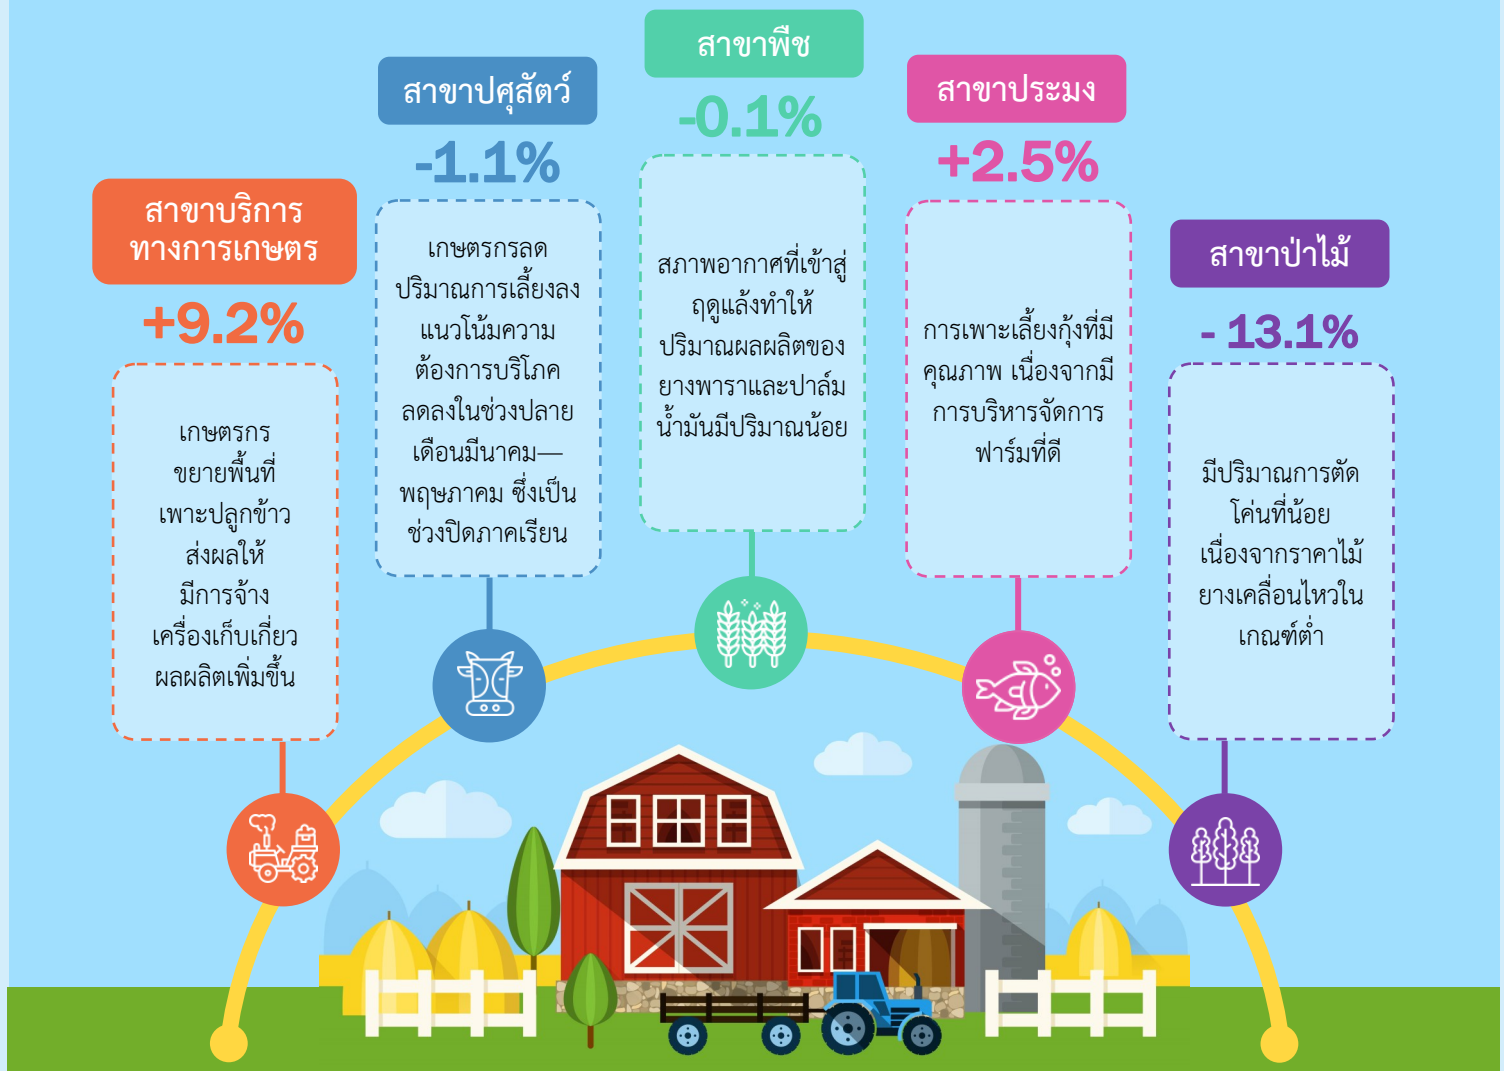 สาขาบริการ
ทางการเกษตร
+9.2%
เกษตรกร
ขยายพื้นที่
เพาะปลูกข้าว
ส่งผลให้
มีการจ้าง
เครื่องเก็บเกี่ยว
ผลผลิตเพิ่มขึ้น
สาขาปศุสัตว์
-1.1%
เกษตรกรลด
ปริมาณการเลี้ยงลง
แนวโน้มความ
ต้องการบริโภค
ลดลงในช่วงปลาย
เดือนมีนาคม—
พฤษภาคม ซึ่งเป็น
ช่วงปิดภาคเรียน
สาขาพืช
-0.1%
สภาพอากาศที่เข้าสู่
ฤดูแล้งทำให้
ปริมาณผลผลิตของ
ยางพาราและปาล์ม
น้ำมันมีปริมาณน้อย
สาขาประมง
+2.5%
การเพาะเลี้ยงกุ้งที่มี
คุณภาพ เนื่องจากมี
การบริหารจัดการ
ฟาร์มที่ดี
สาขาป่าไม้
- 13.1%
มีปริมาณการตัด
โค่นที่น้อย
เนื่องจากราคาไม้
ยางเคลื่อนไหวใน
เกณฑ์ต่ำ